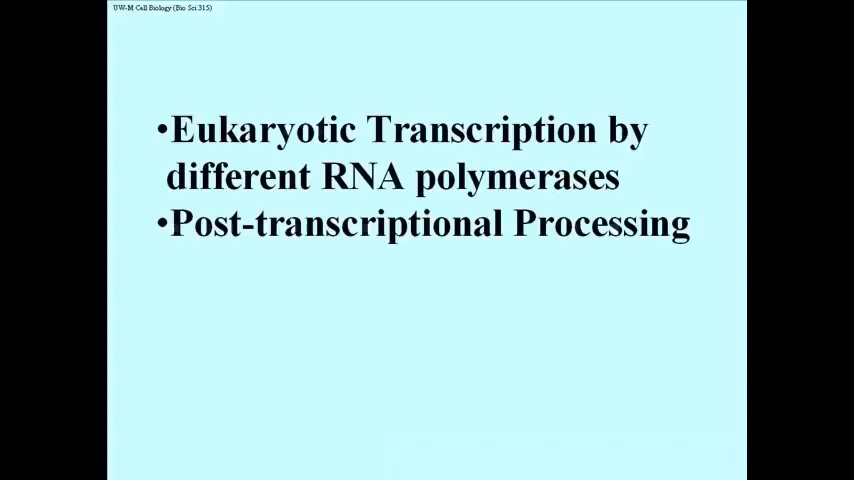 UW-M Cell Biology (Bio Sci 315)
•Eukaryotic Transcription by
different RNA polymerases
•Post-transcriptional Processing